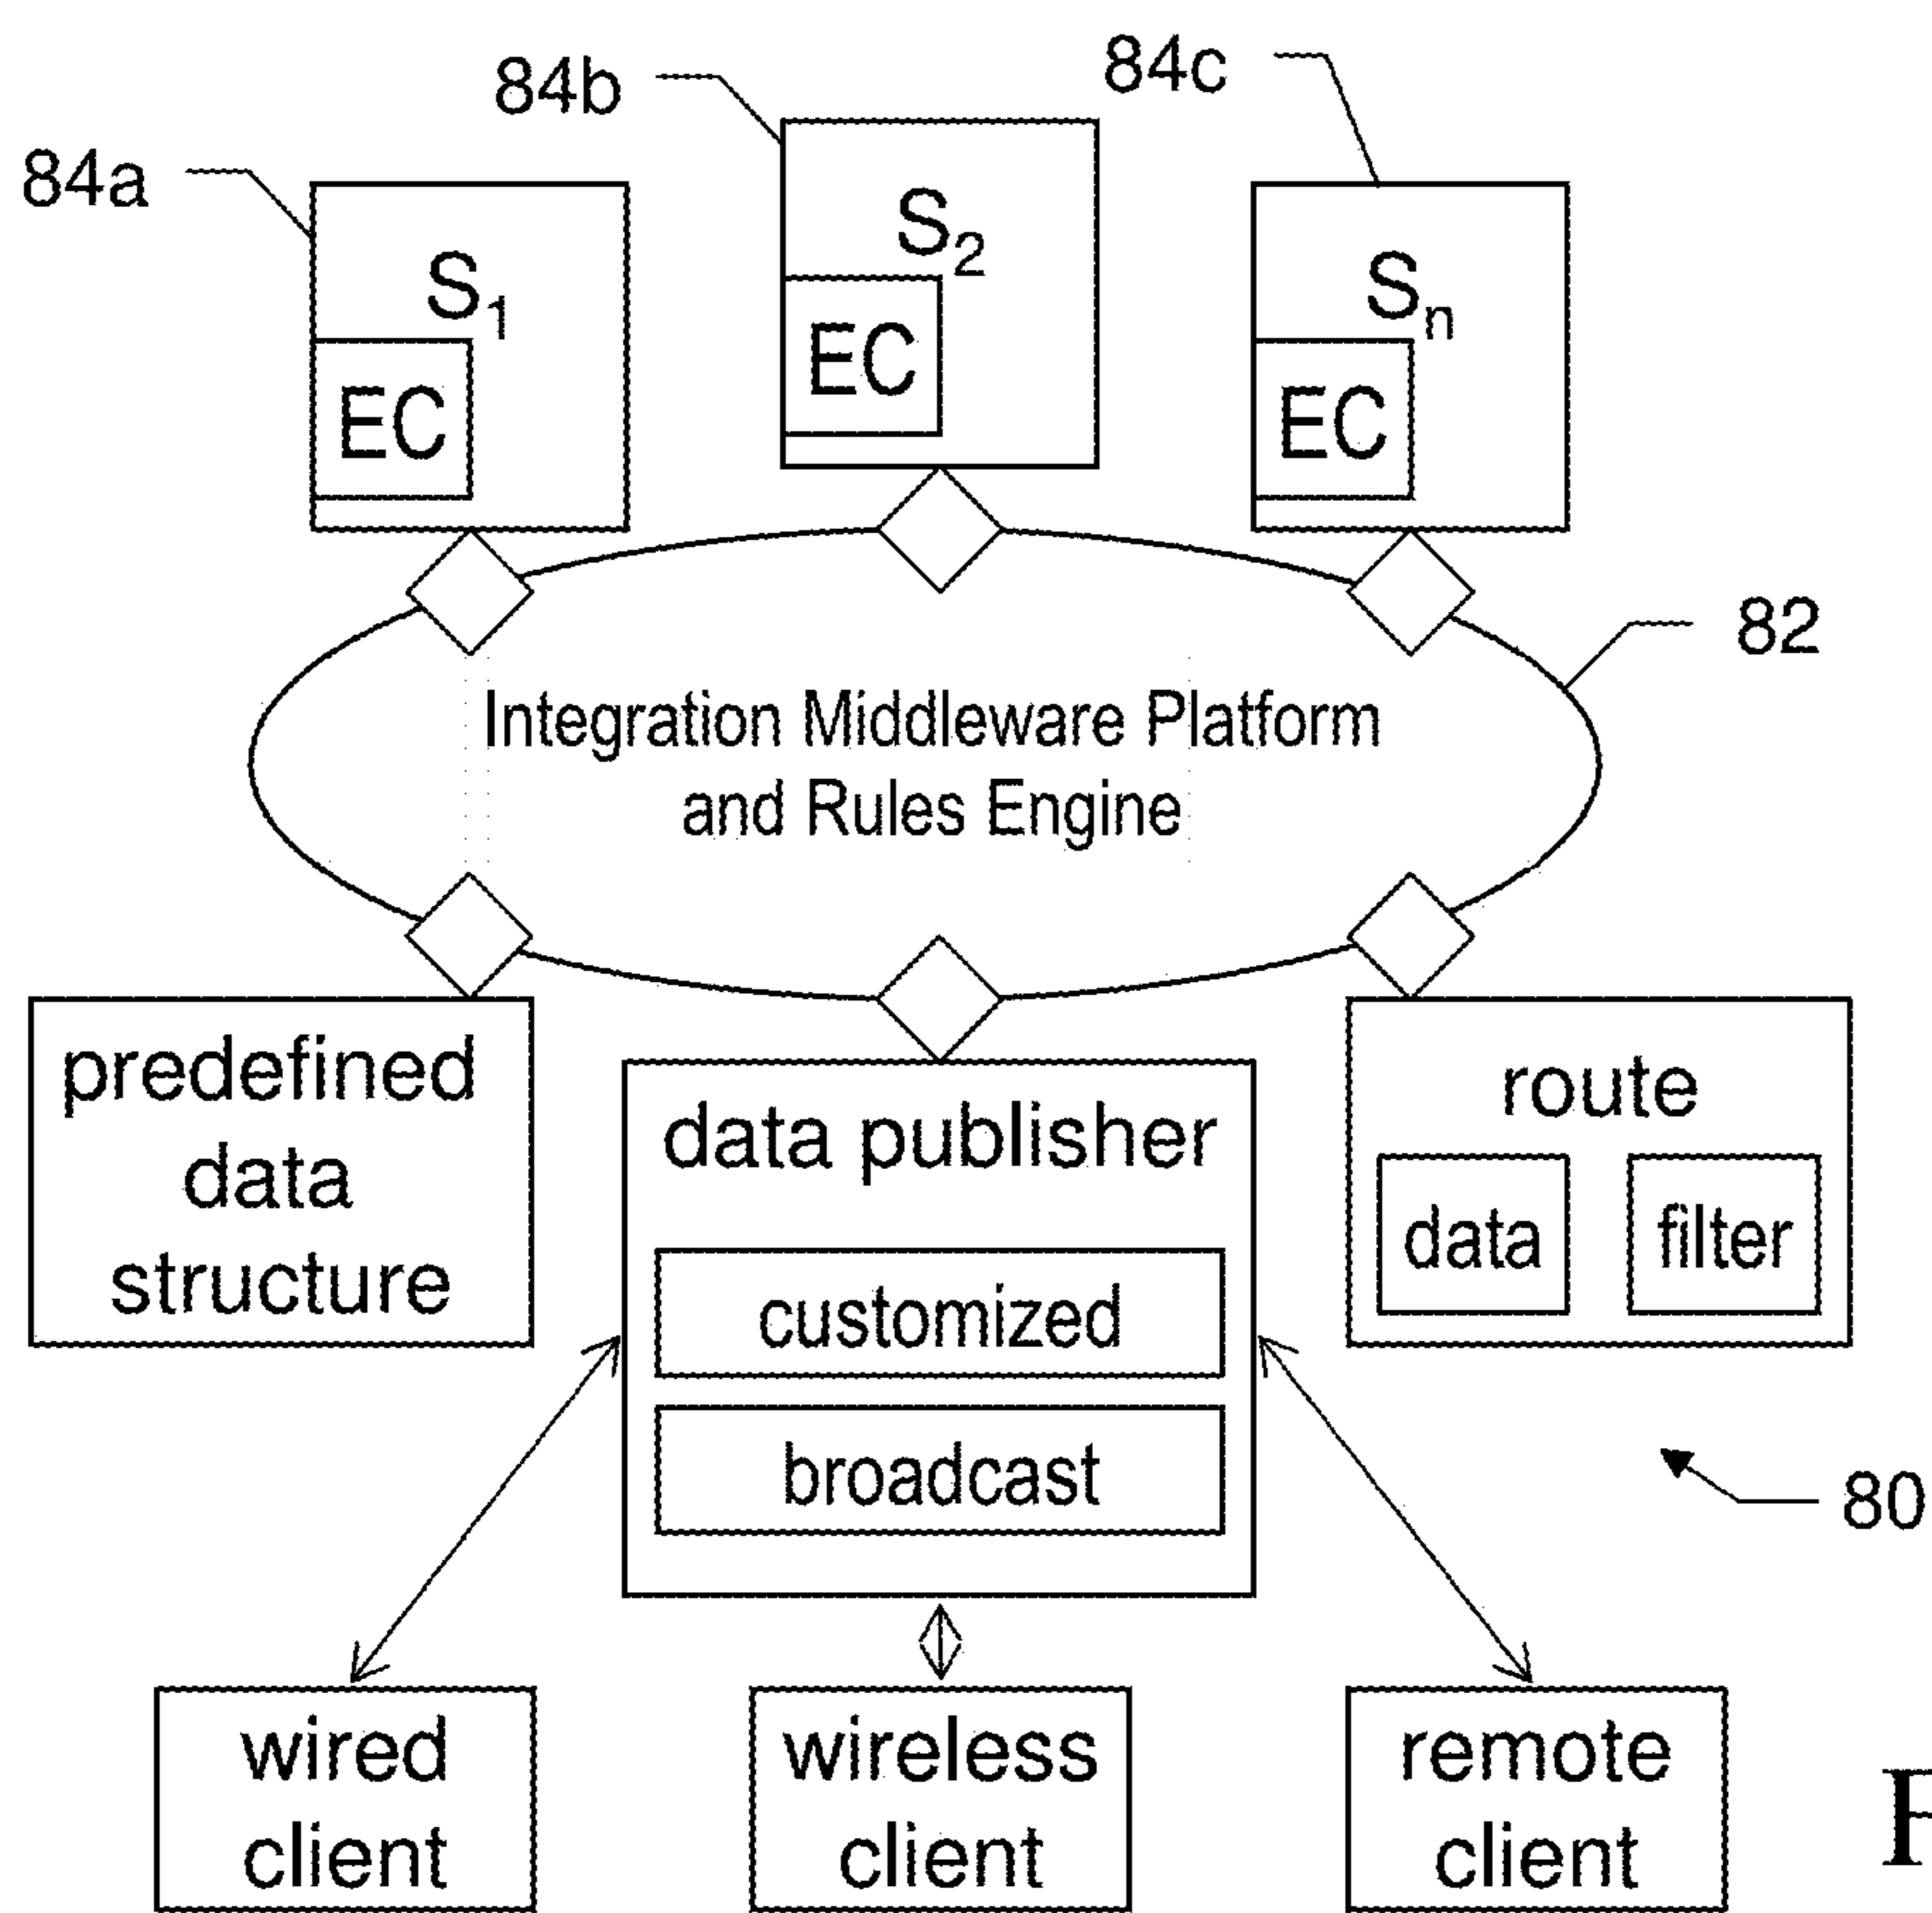 84a
84b
84c
S1
S2
Sn
EC
EC
EC
82
Integration Middleware Platform
and Rules Engine
predefined
data
structure
data publisher
customized
broadcast
route
data
filter
80
wired
client
wireless
client
remote
client